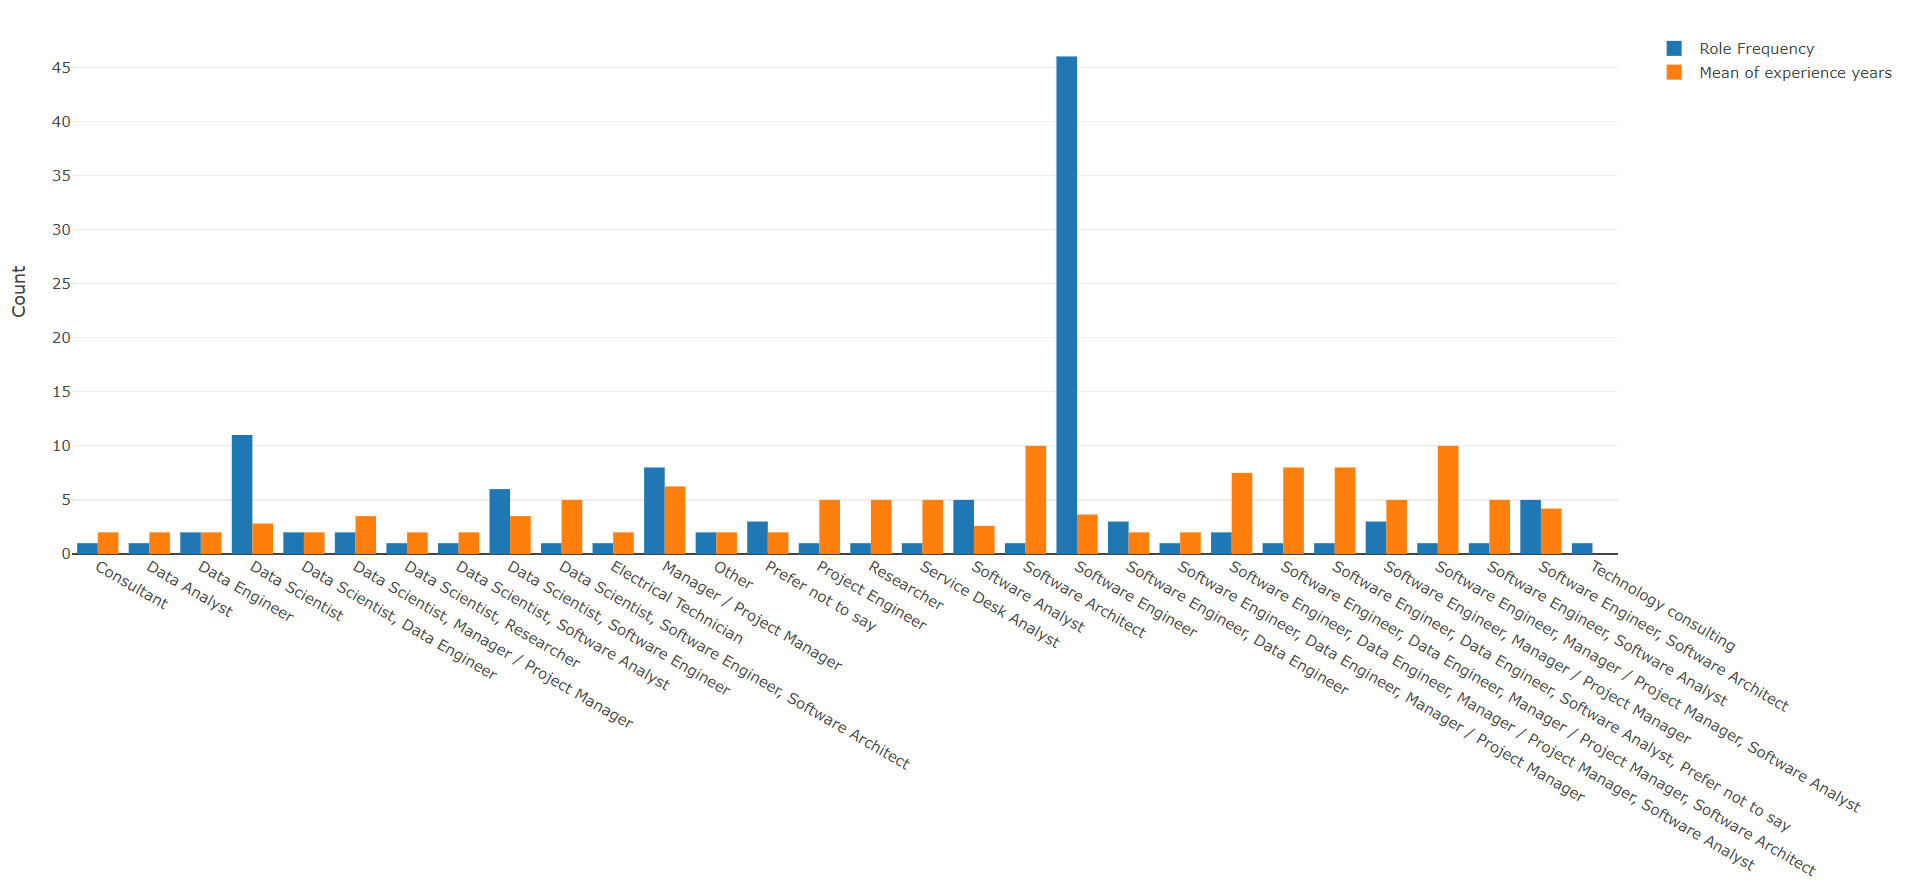 Role Frequency
Mean of experience years
Count
45
40
35
30
25
20
15
10
5
0
Consultant
Data Analyst
Data Engineer
Data Scientist
Data Scientist, Data Engineer
Data Scientist, Manager / Project Manager
Data Scientist, Researcher
Data Scientist, Software Analyst
Data Scientist, Software Engineer
Data Scientist, Software Engineer, Software Architect
Electrical Technician
Manager / Project Manager
Other
Prefer not to say
Project Engineer
Researcher
Service Desk Analyst
Software Analyst
Software Architect
Software Engineer
Software Engineer, Data Engineer
Software Engineer, Data Engineer, Manager / Project Manager
Software Engineer, Data Engineer, Manager / Project Manager, Software Analyst
Software Engineer, Data Engineer, Manager / Project Manager, Software Architect
Software Engineer, Data Engineer, Software Analyst, Prefer not to say
Software Engineer, Manager / Project Manager
Software Engineer, Manager / Project Manager, Software Analyst
Software Engineer, Software Analyst
Software Engineer, Software Architect
Technology consulting